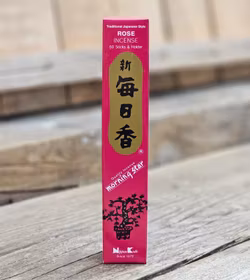 Traditional Japanese Style
ROSE
INCENSE
50 Sticks & Holder
新
毎日香
morning star
Nippon Kodo